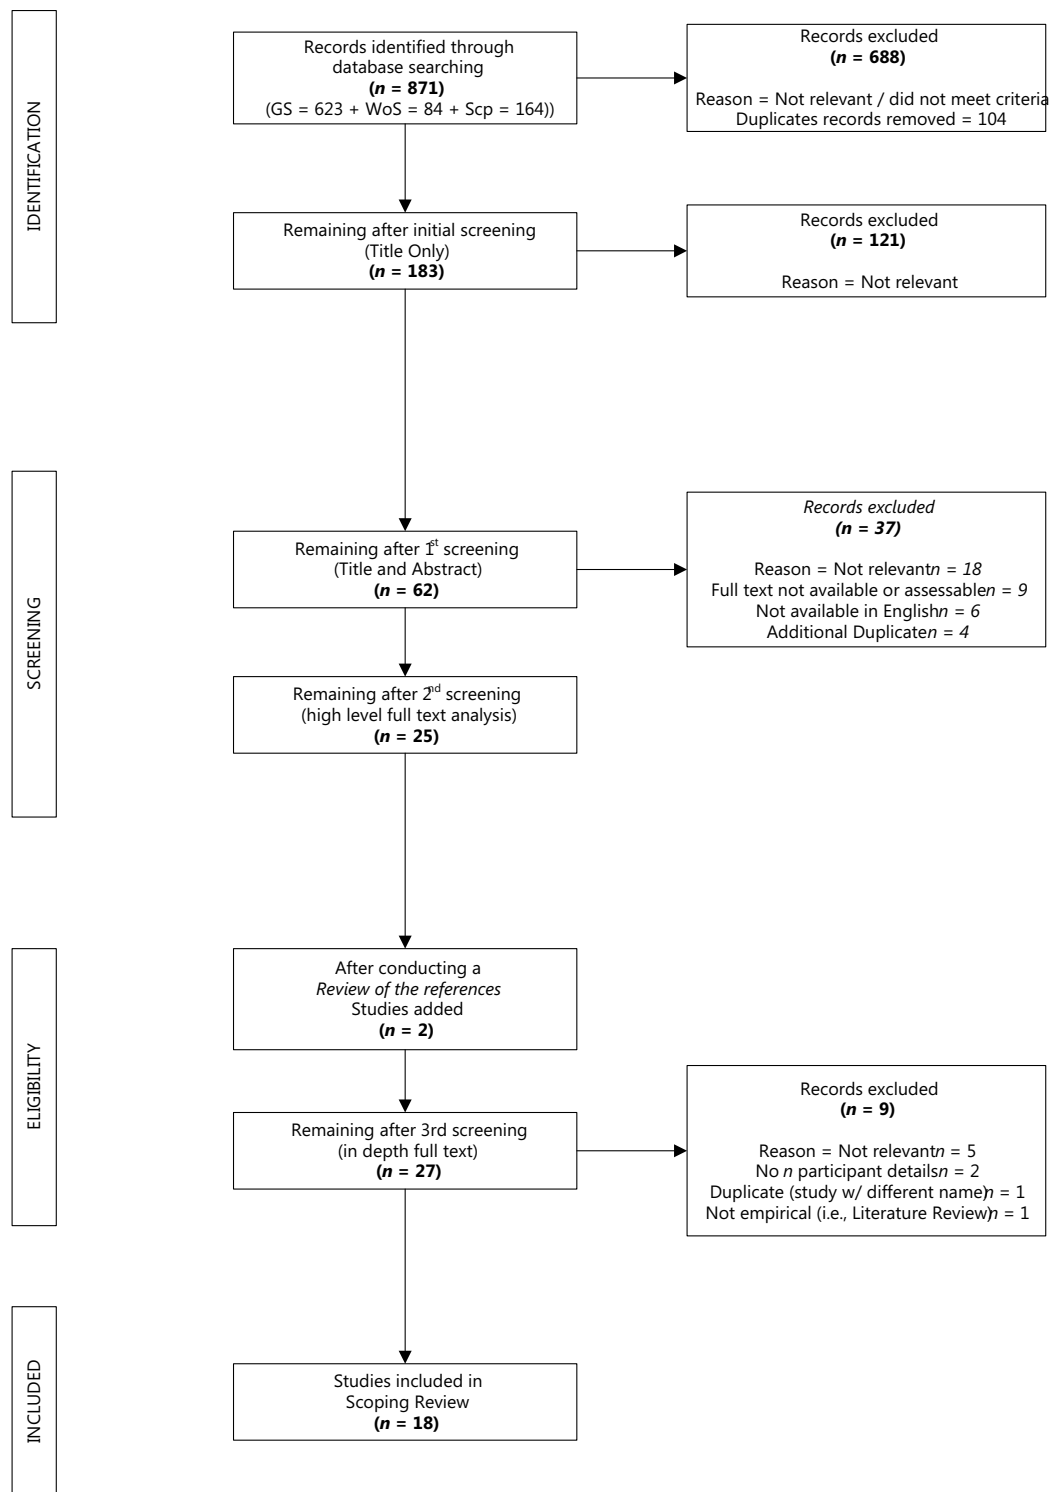 IDENTIFICATION
Records identified through
database searching
(n = 871)
(GS = 623 + WoS = 84 + Scp = 164))
Records excluded
(n = 688)
Reason = Not relevant / did not meet criteria
Duplicates records removed = 104
Remaining after initial screening
(Title Only)
(n = 183)
Records excluded
(n = 121)
Reason = Not relevant
SCREENING
Remaining after 1st screening
(Title and Abstract)
(n = 62)
Records excluded
(n = 37)
Reason = Not relevantn = 18
Full text not available or assessablen = 9
Not available in Englishn = 6
Additional Duplicaten = 4
Remaining after 2nd screening
(high level full text analysis)
(n = 25)
ELIGIBILITY
After conducting a
Review of the references
Studies added
(n = 2)
Remaining after 3rd screening
(in depth full text)
(n = 27)
Records excluded
(n = 9)
Reason = Not relevantn = 5
No n participant detailsn = 2
Duplicate (study w/ different name)n = 1
Not empirical (i.e., Literature Review)n = 1
INCLUDED
Studies included in
Scoping Review
(n = 18)